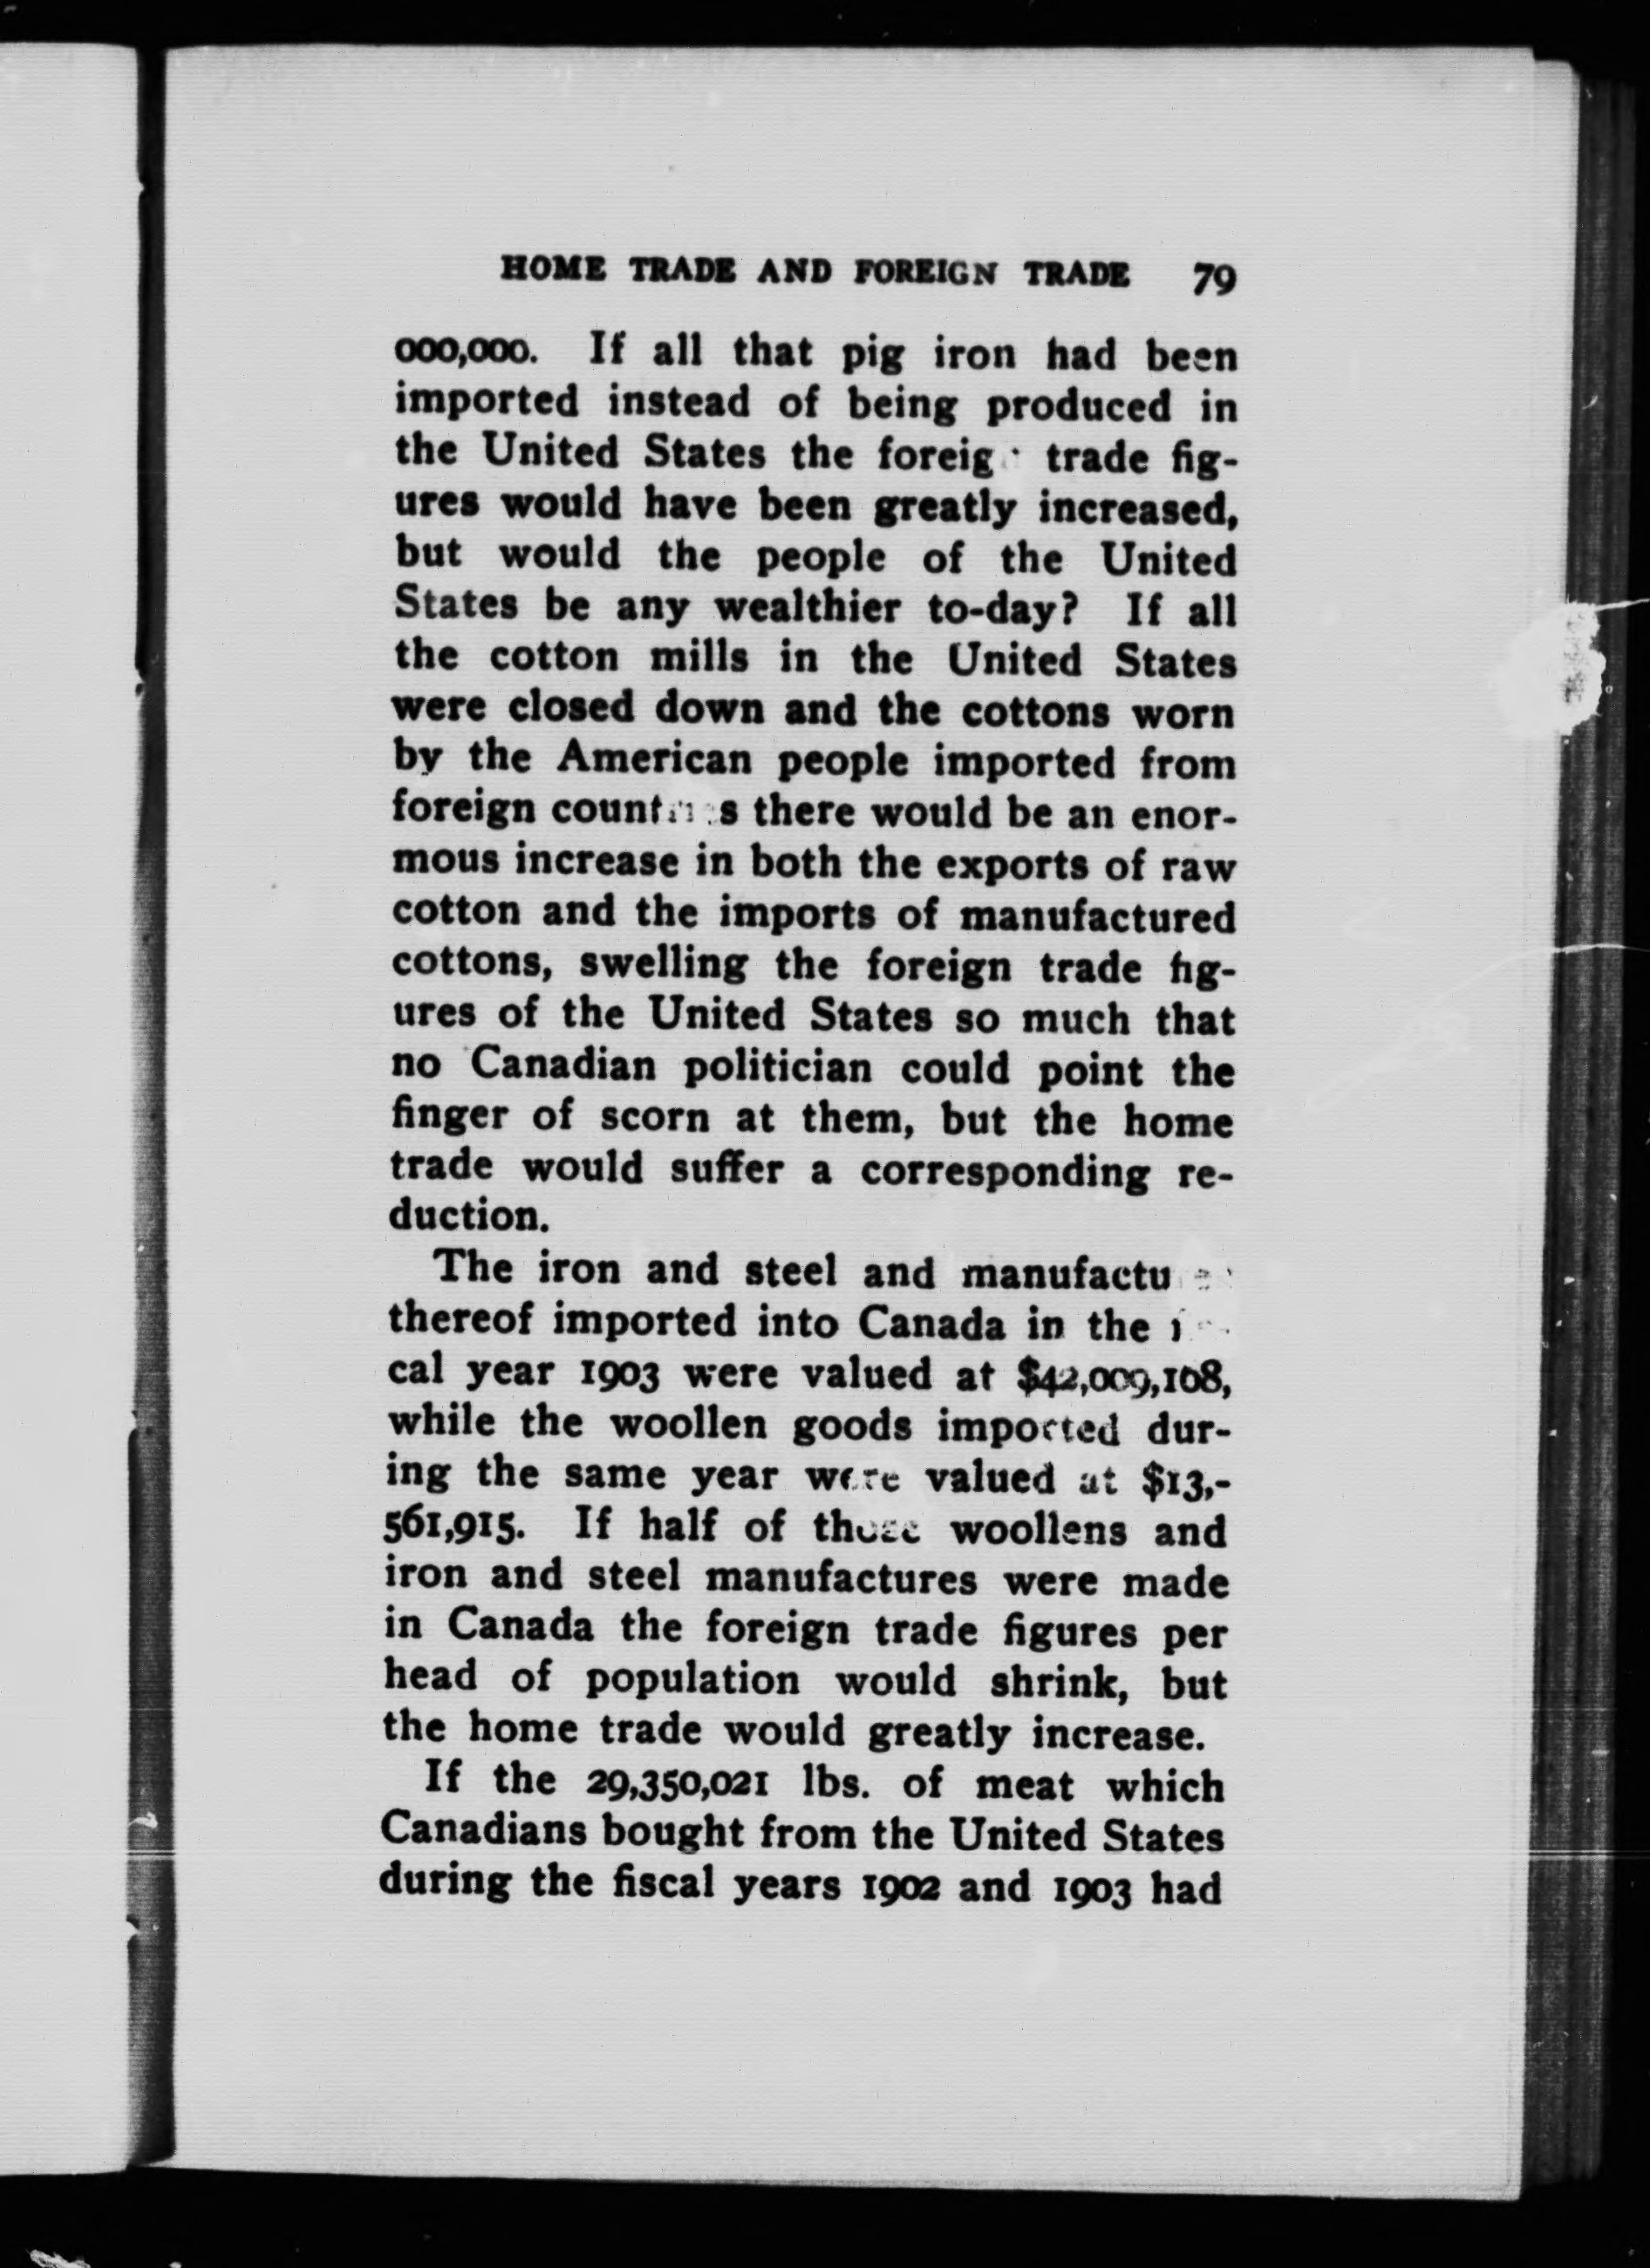 HOME TRADE AND FOREIGN TRADE 79
000,000. If all that pig iron had been
imported instead of being produced in
the United States the foreig trade fig-
ures would have been greatly increased,
but would the people of the United
States be any wealthier to-day? If all
the cotton mills in the United States
were closed down and the cottons worn
by the American people imported from
foreign countries there would be an enor-
mous increase in both the exports of raw
cotton and the imports of manufactured
cottons, swelling the foreign trade fig-
ures of the United States so much that
no Canadian politician could point the
finger of scorn at them, but the home
trade would suffer a corresponding re-
duction.
The iron and steel and manufactu
thereof imported into Canada in the
cal year 1903 were valued at $42,009,108,
while the woollen goods imported dur-
ing the same year were valued at $13,-
561,915. If half of those woollens and
iron and steel manufactures were made
in Canada the foreign trade figures per
head of population would shrink, but
the home trade would greatly increase.
If the 29,350,021 lbs. of meat which
Canadians bought from the United States
during the fiscal years 1902 and 1903 had